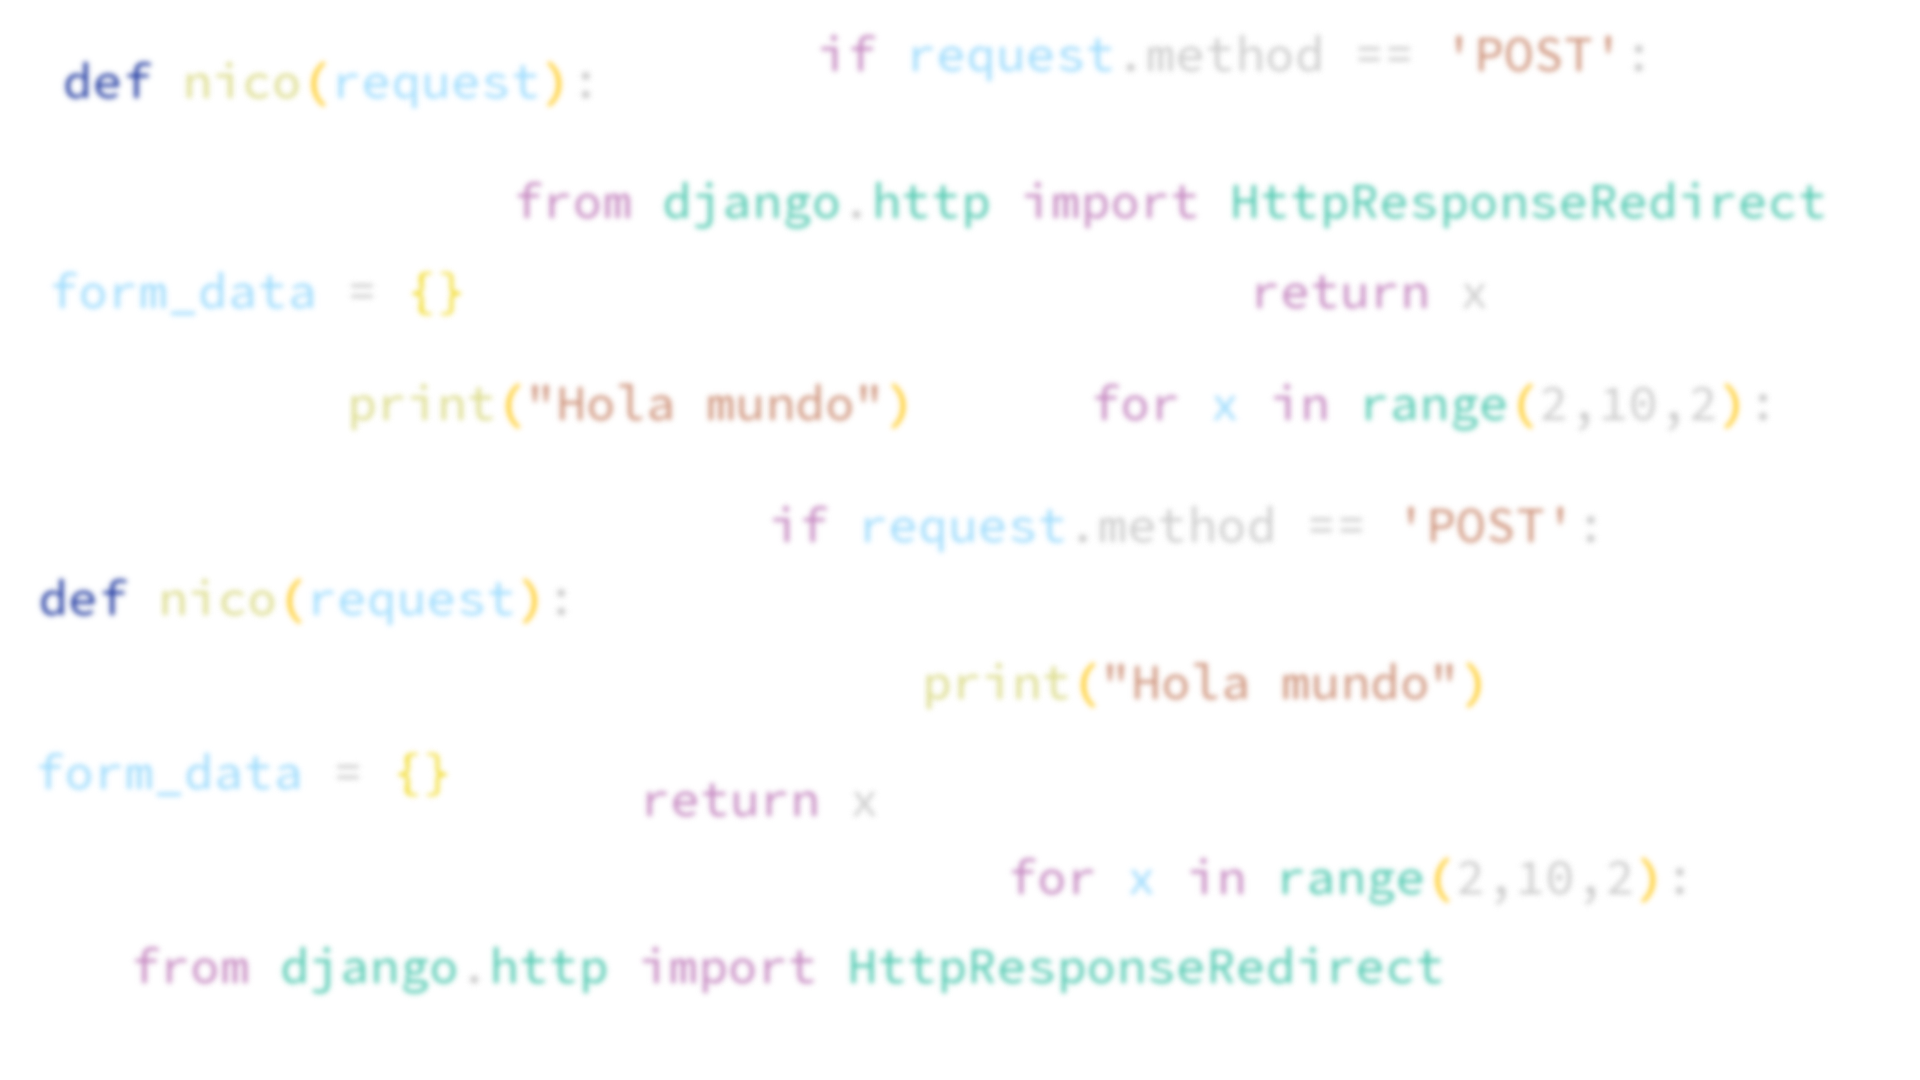 if request.method == 'POST':
def nico(request):
from django.http import HttpResponseRedirect
form_data = {}
return x
print("Hola mundo")
for x in range(2,10,2):
if request.method == 'POST':
def nico(request):
print("Hola mundo")
form_data = {}
return x
for x in range(2,10,2):
from django.http import HttpResponseRedirect